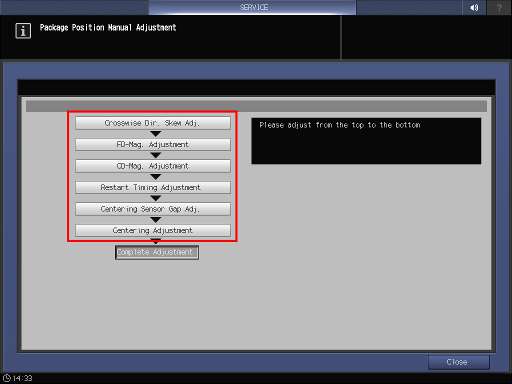 SERVICE
?
i
Package Position Manual Adjustment
Crosswise Dir. Skew Adj.
Please adjust from the top to the bottom
FD-Mag. Adjustment
CD-Mag. Adjustment
Restart Timing Adjustment
Centering Sensor Gap Adj.
Centering Adjustment
Complete Adjustment
Close
14:33